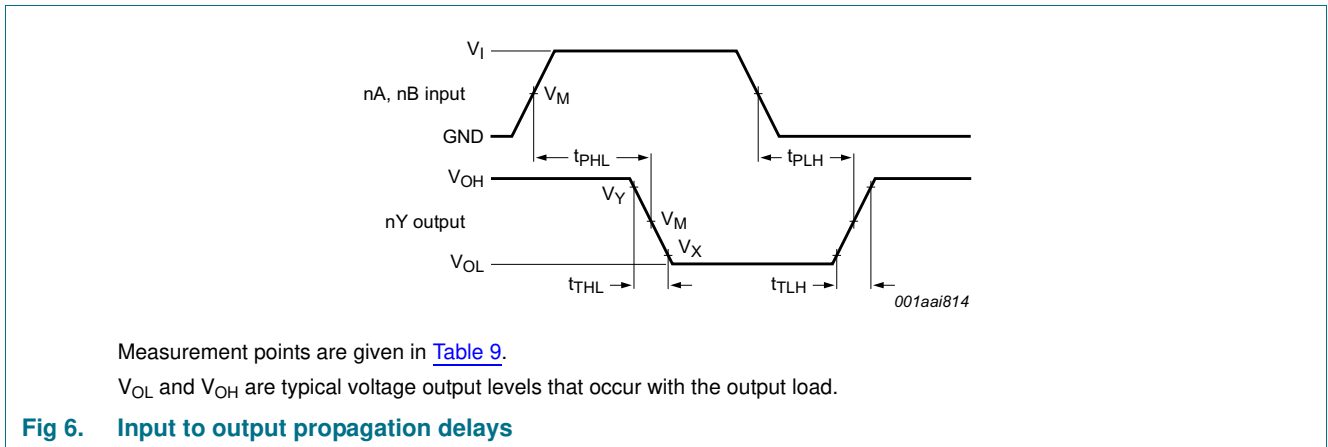 VI
nA, nB input
VM
GND
tPHL
tPLH
VOH
VY
nY output
VM
VX
VOL
tTHL
tTLH
001aai814
Measurement points are given in Table 9.
VOL and VOH are typical voltage output levels that occur with the output load.
Fig 6. Input to output propagation delays